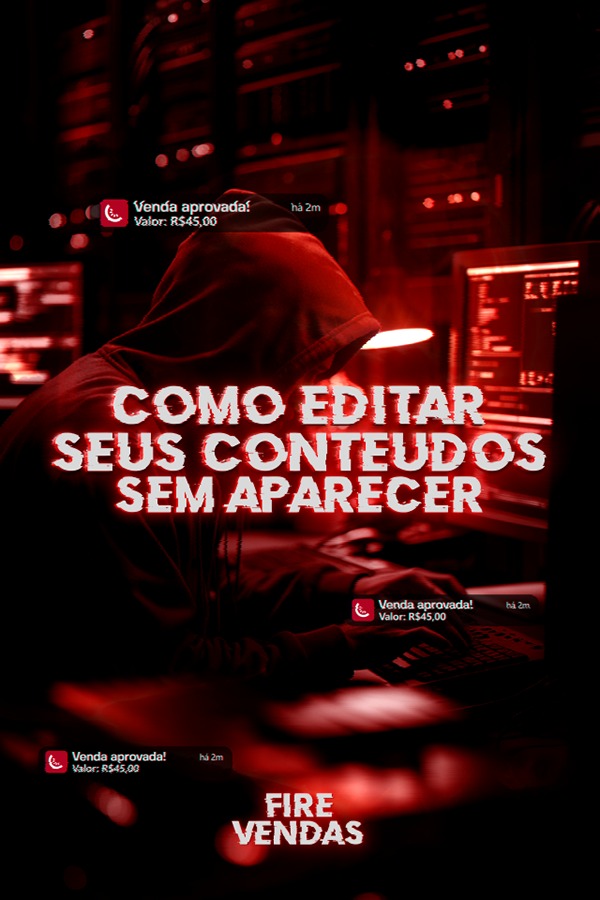 Venda aprovada! há 2m
Valor: R$45,00
COMO EDITAR
SEUS CONTEUDOS
SEM APARECER
Venda aprovada! há 2m
Valor: R$45,00
Venda aprovada! há 2m
Valor: R$45,00
FIRE
VENDAS